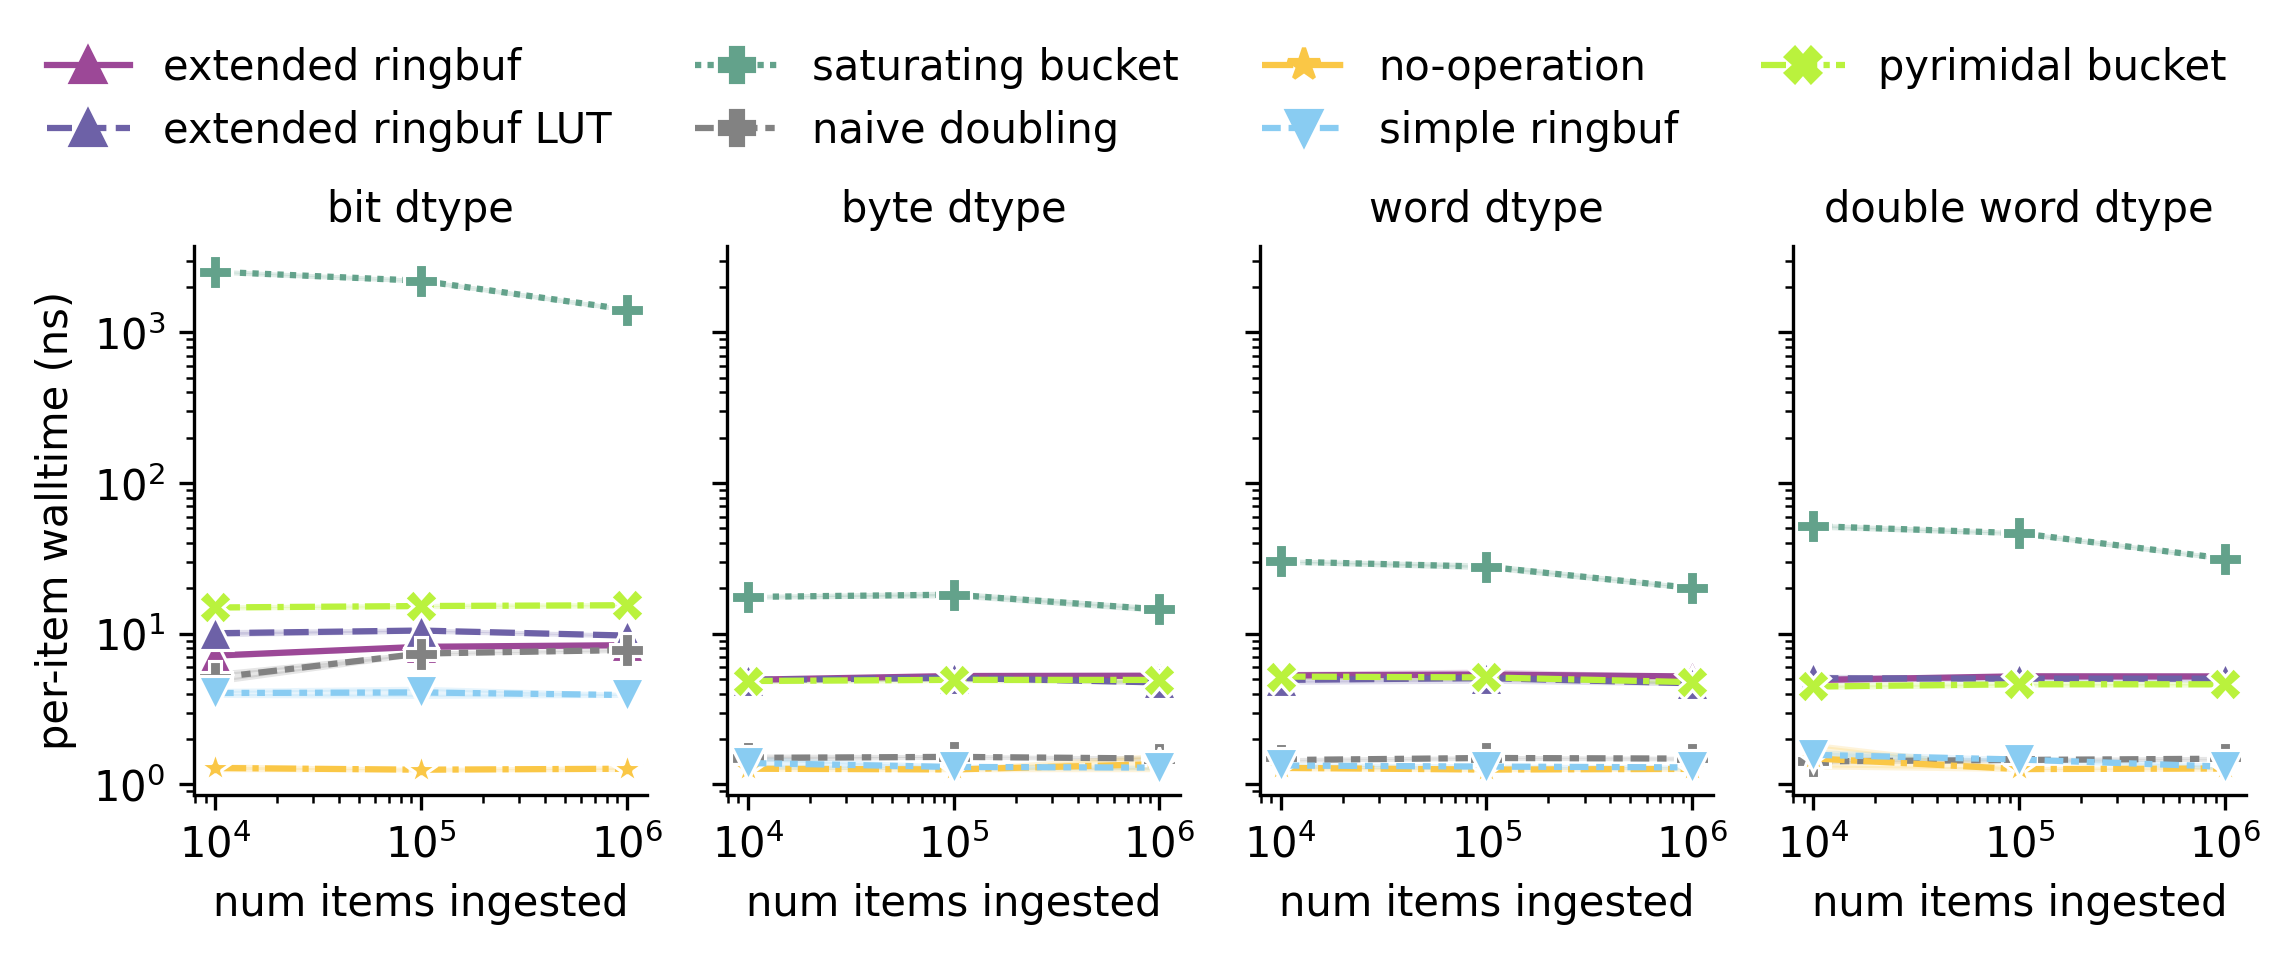 extended ringbuf
saturating bucket
no-operation
pyrimidal bucket
extended ringbuf LUT
naive doubling
simple ringbuf
bit dtype
byte dtype
word dtype
double word dtype
per-item walltime (ns)
10³
10²
10¹
10⁰
10⁴ 10⁵ 10⁶
10⁴ 10⁵ 10⁶
10⁴ 10⁵ 10⁶
10⁴ 10⁵ 10⁶
num items ingested
num items ingested
num items ingested
num items ingested